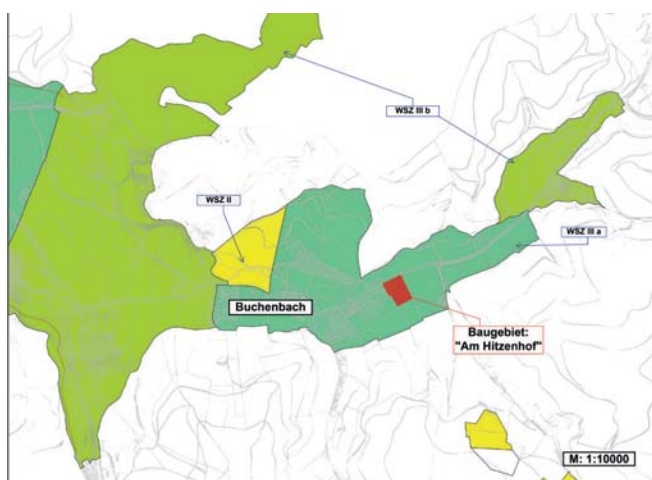 WSZ III b
WSZ II
WSZ III a
Buchenbach
Baugebiet:
"Am Hitzenhof"
M: 1:10000